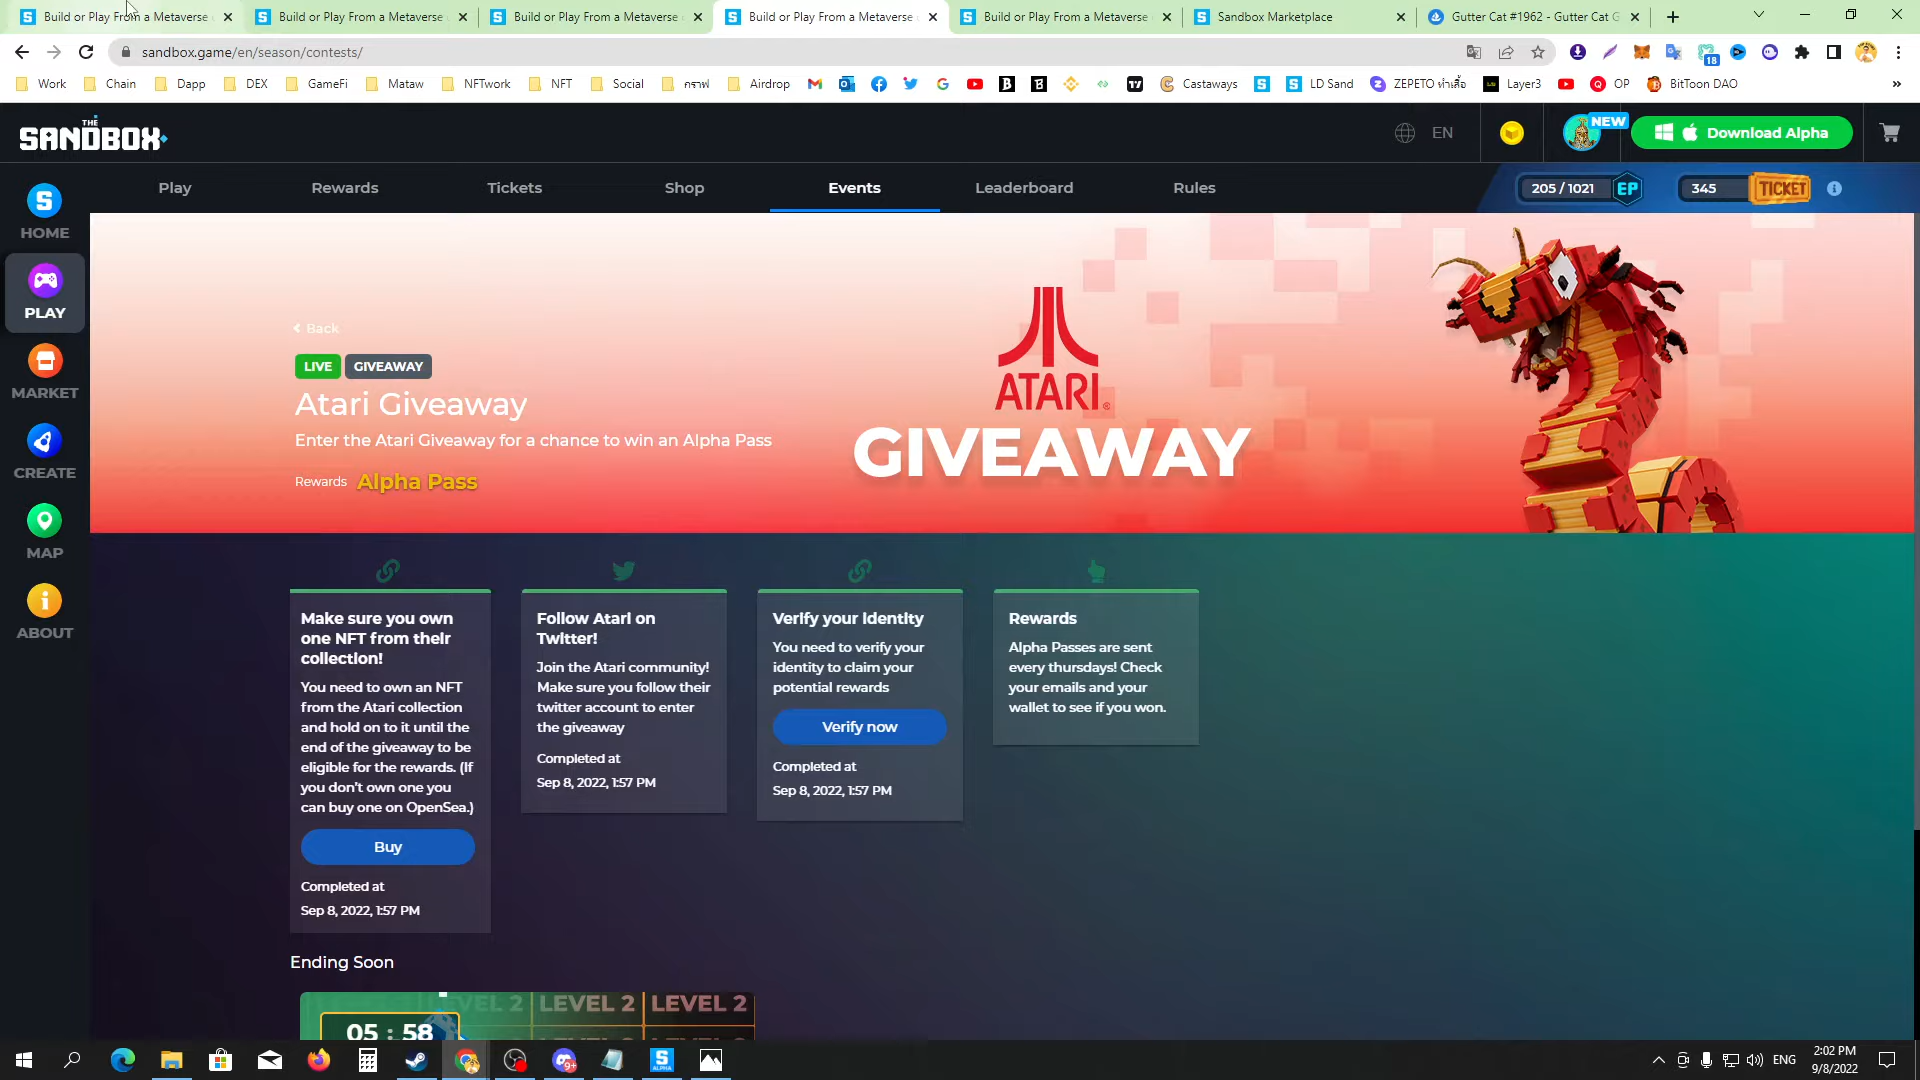 Build or Play From a Metaverse
Build or Play From a Metaverse
Build or Play From a Metaverse
Build or Play From a Metaverse
Build or Play From a Metaverse
Sandbox Marketplace
Gutter Cat #1962 - Gutter Cat G
sandbox.game/en/season/contests/
18
Work
Chain
Dapp
DEX
GameFi
Mataw
NFTwork
NFT
Social
กราฟ
Airdrop
Castaways
LD Sand
ZEPETO ทำเสื้อ
Layer3
OP
BitToon DAO
»
THE
SANDBOX
EN
NEW
Download Alpha
Play
Rewards
Tickets
Shop
Events
Leaderboard
Rules
205 / 1021
EP
345
TICKET
HOME
PLAY
MARKET
CREATE
MAP
ABOUT
Back
LIVE
GIVEAWAY
Atari Giveaway
Enter the Atari Giveaway for a chance to win an Alpha Pass
Rewards Alpha Pass
ATARI®
GIVEAWAY
Make sure you own
one NFT from their
collection!
You need to own an NFT
from the Atari collection
and hold on to it until the
end of the giveaway to be
eligible for the rewards. (If
you don't own one you
can buy one on OpenSea.)
Buy
Completed at
Sep 8, 2022, 1:57 PM
Follow Atari on
Twitter!
Join the Atari community!
Make sure you follow their
twitter account to enter
the giveaway
Completed at
Sep 8, 2022, 1:57 PM
Verify your identity
You need to verify your
identity to claim your
potential rewards
Verify now
Completed at
Sep 8, 2022, 1:57 PM
Rewards
Alpha Passes are sent
every thursdays! Check
your emails and your
wallet to see if you won.
Ending Soon
LEVEL 2
LEVEL 2
LEVEL 2
05 : 58
ENG
2:02 PM
9/8/2022